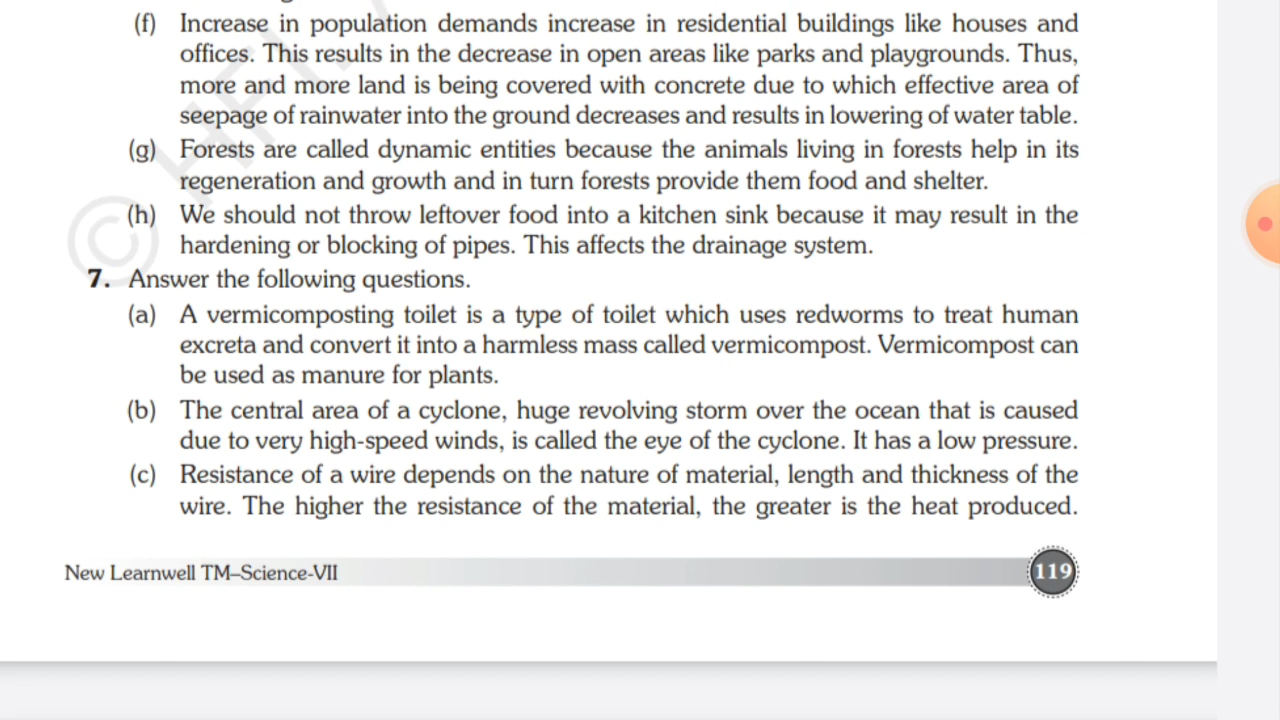 (f) Increase in population demands increase in residential buildings like houses and
offices. This results in the decrease in open areas like parks and playgrounds. Thus,
more and more land is being covered with concrete due to which effective area of
seepage of rainwater into the ground decreases and results in lowering of water table.
(g) Forests are called dynamic entities because the animals living in forests help in its
regeneration and growth and in turn forests provide them food and shelter.
(h) We should not throw leftover food into a kitchen sink because it may result in the
hardening or blocking of pipes. This affects the drainage system.
7. Answer the following questions.
(a) A vermicomposting toilet is a type of toilet which uses redworms to treat human
excreta and convert it into a harmless mass called vermicompost. Vermicompost can
be used as manure for plants.
(b) The central area of a cyclone, huge revolving storm over the ocean that is caused
due to very high-speed winds, is called the eye of the cyclone. It has a low pressure.
(c) Resistance of a wire depends on the nature of material, length and thickness of the
wire. The higher the resistance of the material, the greater is the heat produced.
New Learnwell TM–Science-VII
119